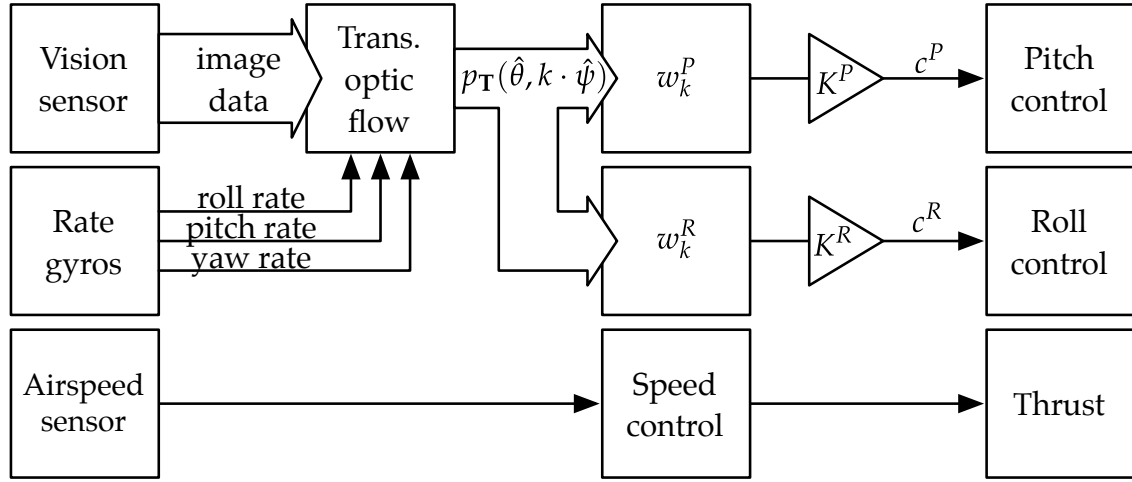 Vision
sensor
image
data
Trans.
optic
flow
p_T(θ̂, k · ψ̂)
w_k^P
K^P
c^P
Pitch
control
Rate
gyros
roll rate
pitch rate
yaw rate
w_k^R
K^R
c^R
Roll
control
Airspeed
sensor
Speed
control
Thrust